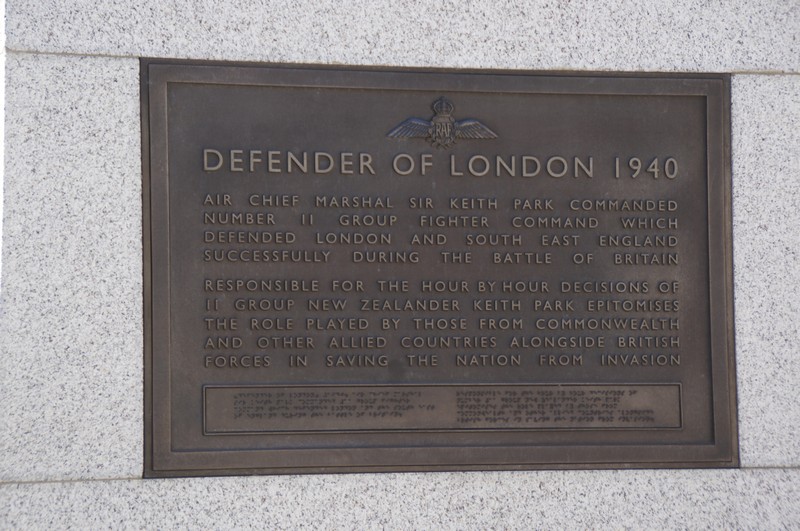 RAF
DEFENDER OF LONDON 1940
AIR CHIEF MARSHAL SIR KEITH PARK COMMANDED
NUMBER 11 GROUP FIGHTER COMMAND WHICH
DEFENDED LONDON AND SOUTH EAST ENGLAND
SUCCESSFULLY DURING THE BATTLE OF BRITAIN
RESPONSIBLE FOR THE HOUR BY HOUR DECISIONS OF
11 GROUP NEW ZEALANDER KEITH PARK EPITOMISES
THE ROLE PLAYED BY THOSE FROM COMMONWEALTH
AND OTHER ALLIED COUNTRIES ALONGSIDE BRITISH
FORCES IN SAVING THE NATION FROM INVASION